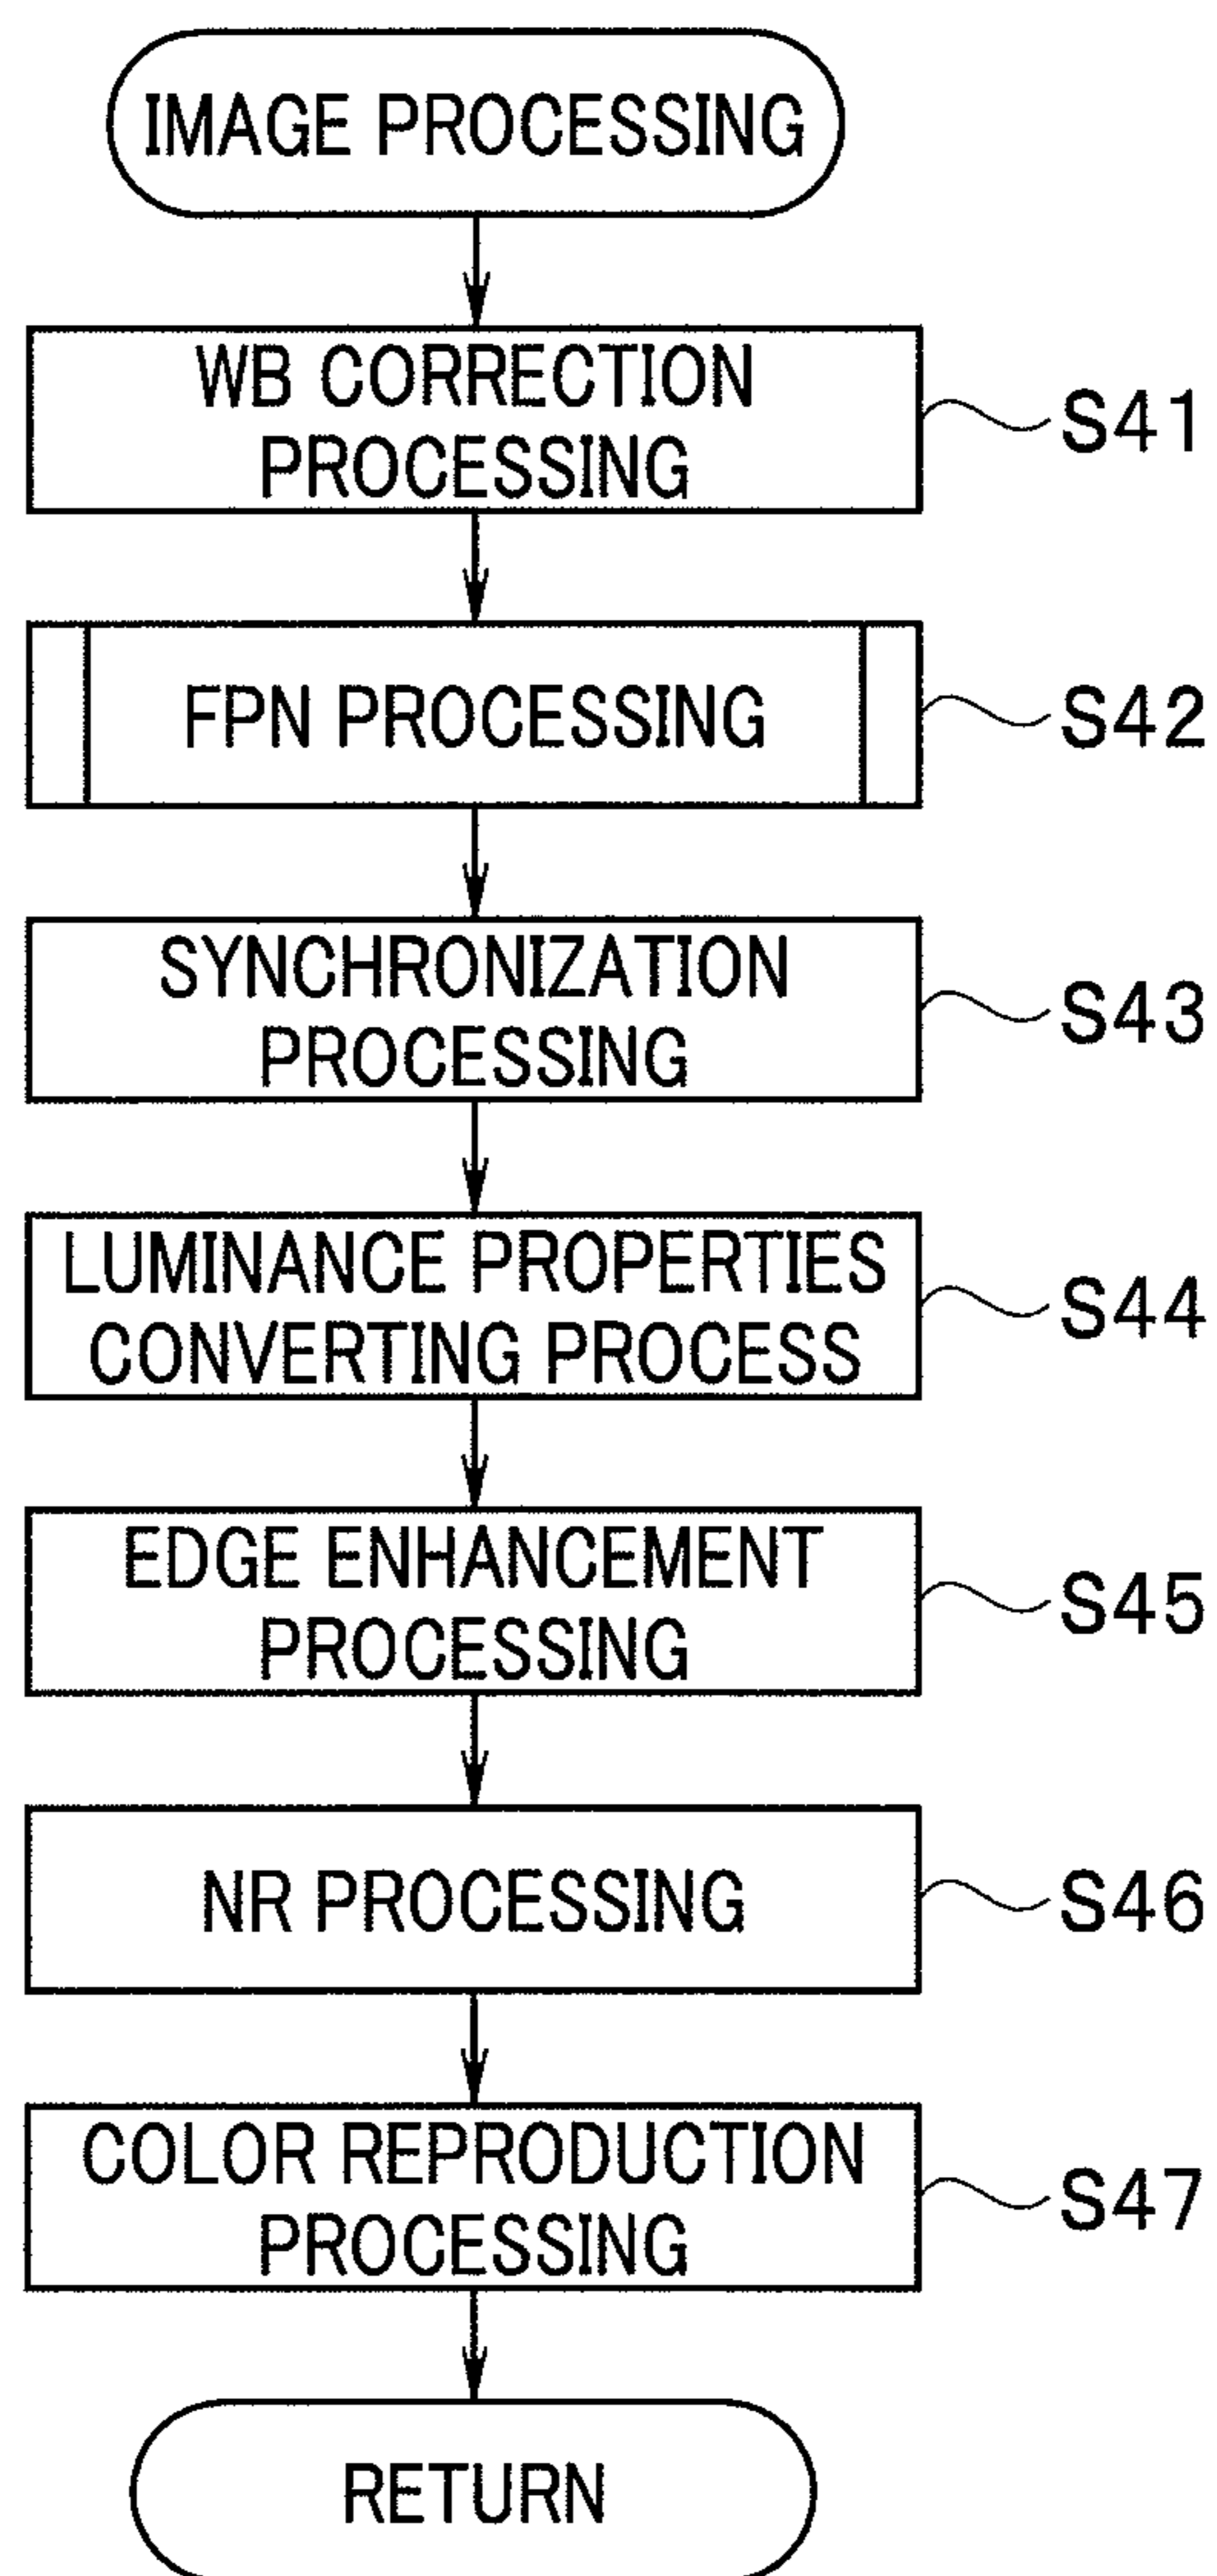 IMAGE PROCESSING
WB CORRECTION
PROCESSING
S41
FPN PROCESSING
S42
SYNCHRONIZATION
PROCESSING
S43
LUMINANCE PROPERTIES
CONVERTING PROCESS
S44
EDGE ENHANCEMENT
PROCESSING
S45
NR PROCESSING
S46
COLOR REPRODUCTION
PROCESSING
S47
RETURN